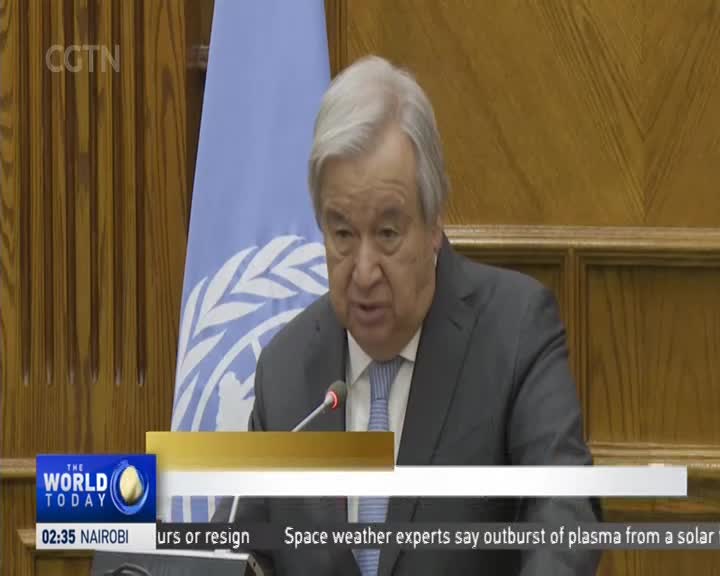 CGTN
THE
WORLD
TODAY
02:35 NAIROBI
urs or resign Space weather experts say outburst of plasma from a solar